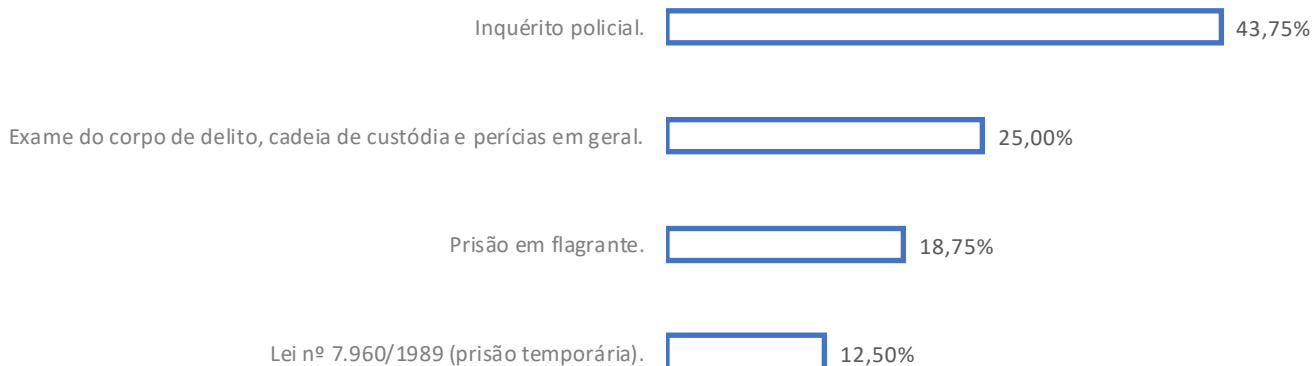 Inquérito policial. 43,75%
Exame do corpo de delito, cadeia de custódia e perícias em geral. 25,00%
Prisão em flagrante. 18,75%
Lei nº 7.960/1989 (prisão temporária). 12,50%